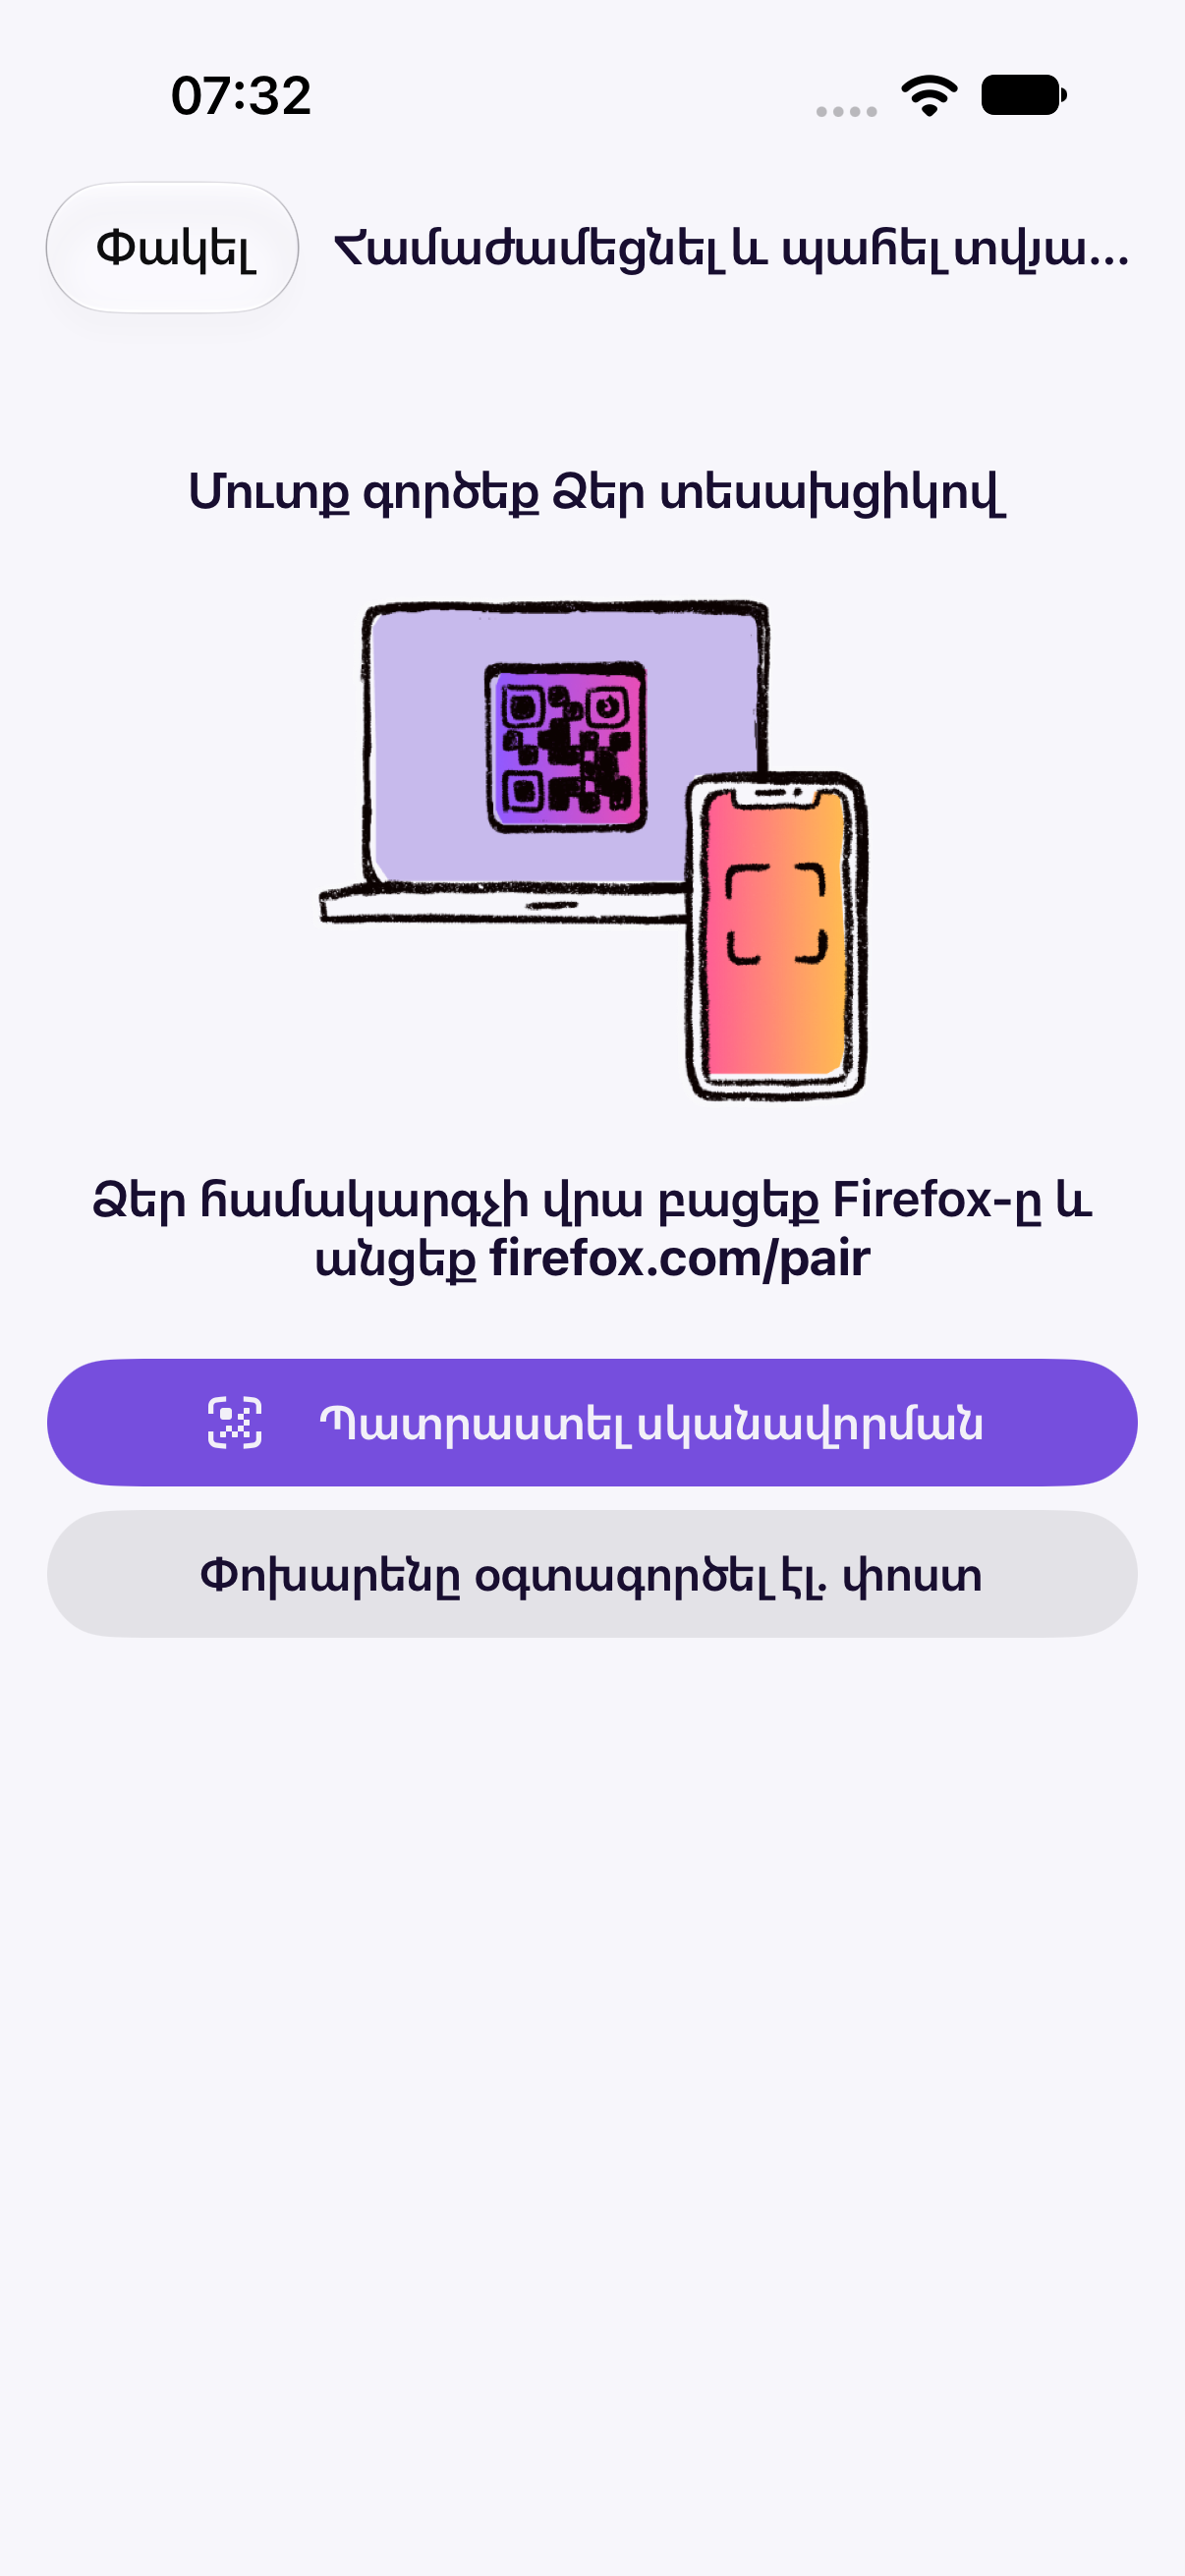 07:32
Փակել
Համաժամեցնել և պահել տվյա...
Մուտք գործեք Ձեր տեսախցիկով
Ձեր համակարգչի վրա բացեք Firefox-ը և
անցեք firefox.com/pair
Պատրաստել սկանավորման
Փոխարենը օգտագործել էլ. փոստ